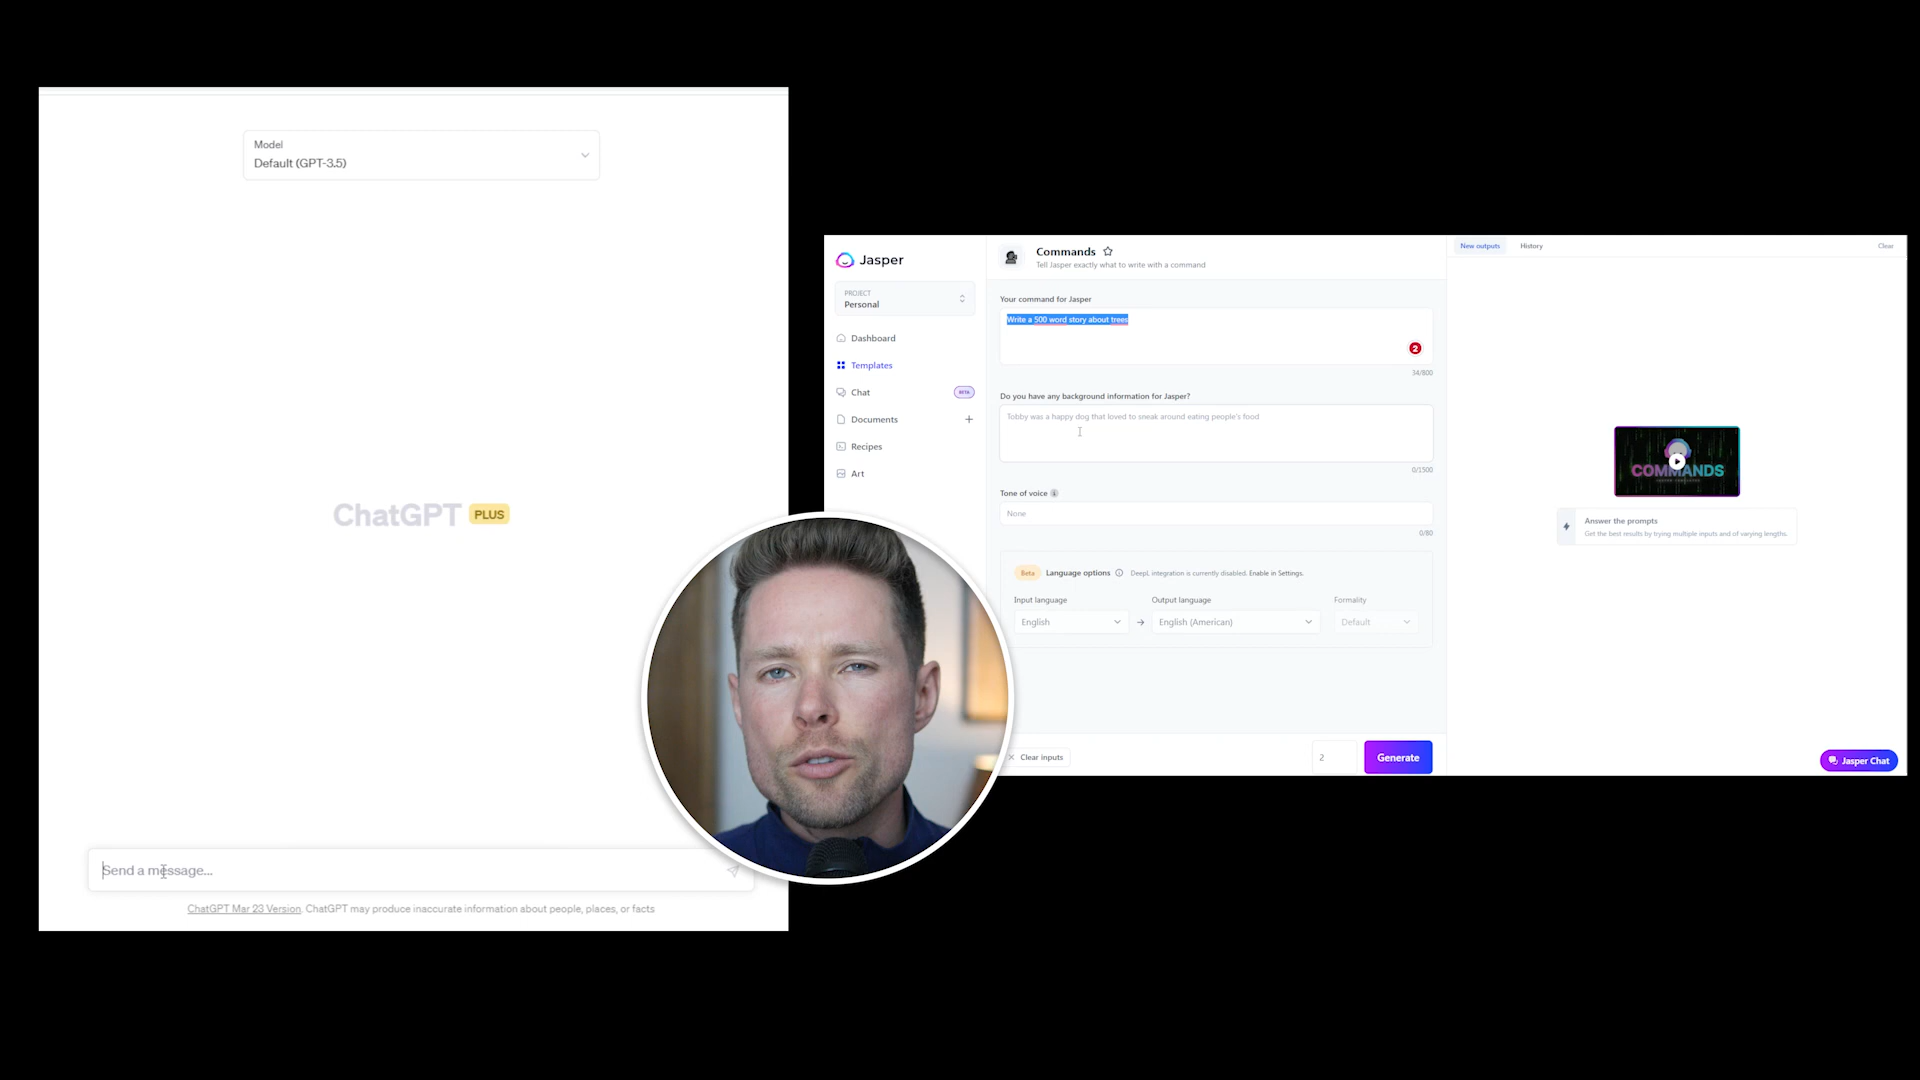 Model
Default (GPT-3.5)
ChatGPT PLUS
Send a message...
ChatGPT Mar 23 Version. ChatGPT may produce inaccurate information about people, places, or facts
Jasper
PROJECT
Personal
Dashboard
Templates
Chat BETA
Documents
Recipes
Art
Commands
Tell Jasper exactly what to write with a command
Your command for Jasper
Write a 500 word story about trees
2
34/800
Do you have any background information for Jasper?
Tobby was a happy dog that loved to sneak around eating people's food
0/1500
Tone of voice
None
0/80
Beta Language options DeepL integration is currently disabled. Enable in Settings.
Input language Output language Formality
English English (American) Default
Clear inputs 2 Generate
New outputs History Clear
COMMANDS
Answer the prompts
Get the best results by trying multiple inputs and of varying lengths.
Jasper Chat